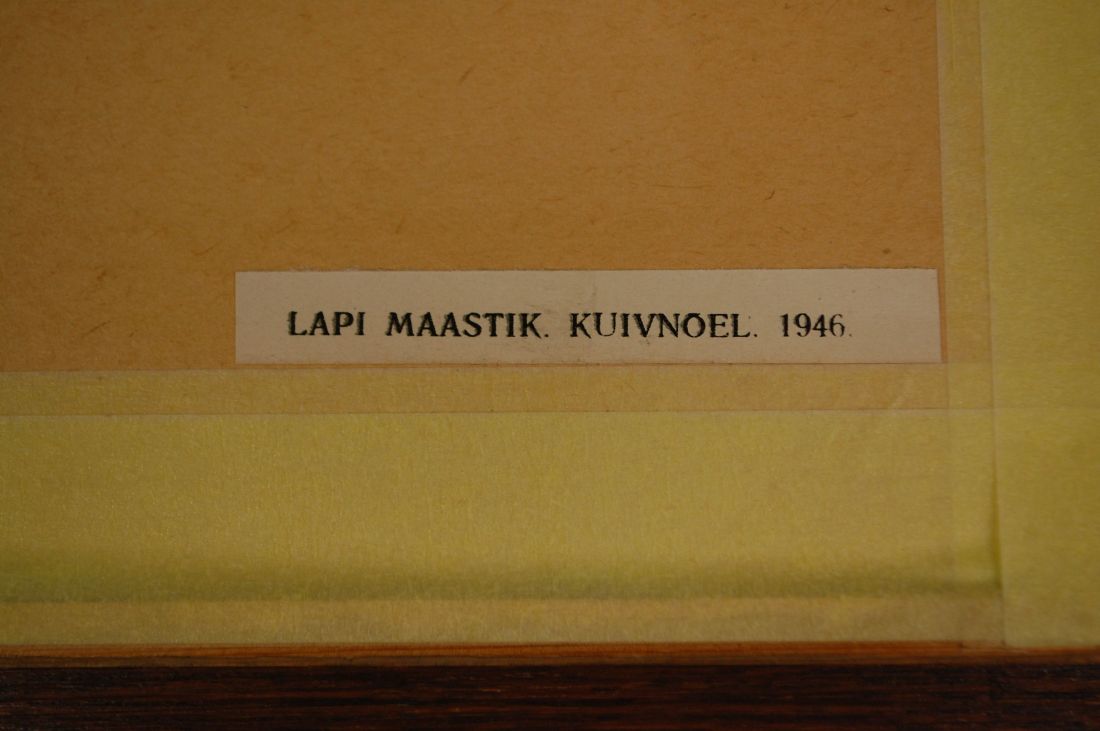 LAPI MAASTIK. KUIVNOEL. 1946.